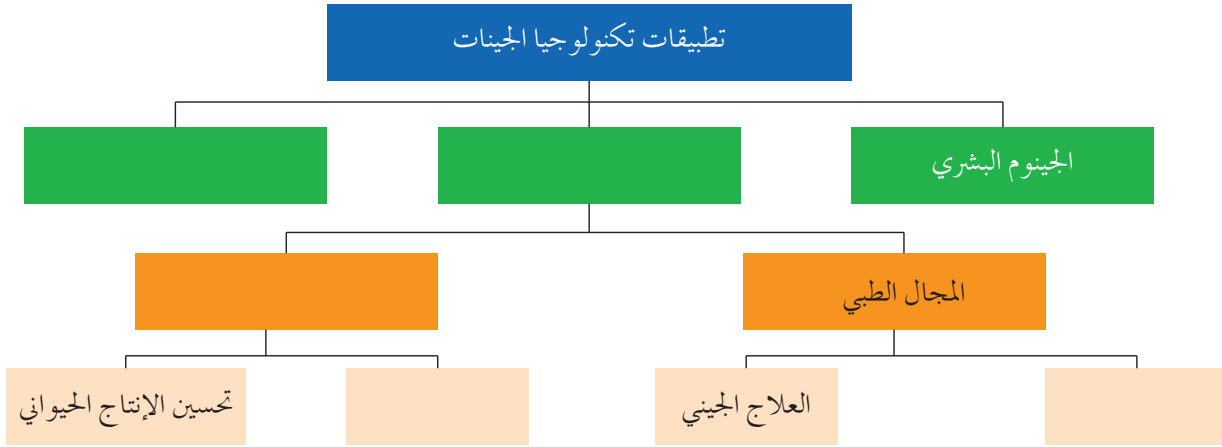 تطبيقات تكنولوجيا الجينات
الجينوم البشري
المجال الطبي
العلاج الجيني
تحسين الإنتاج الحيواني